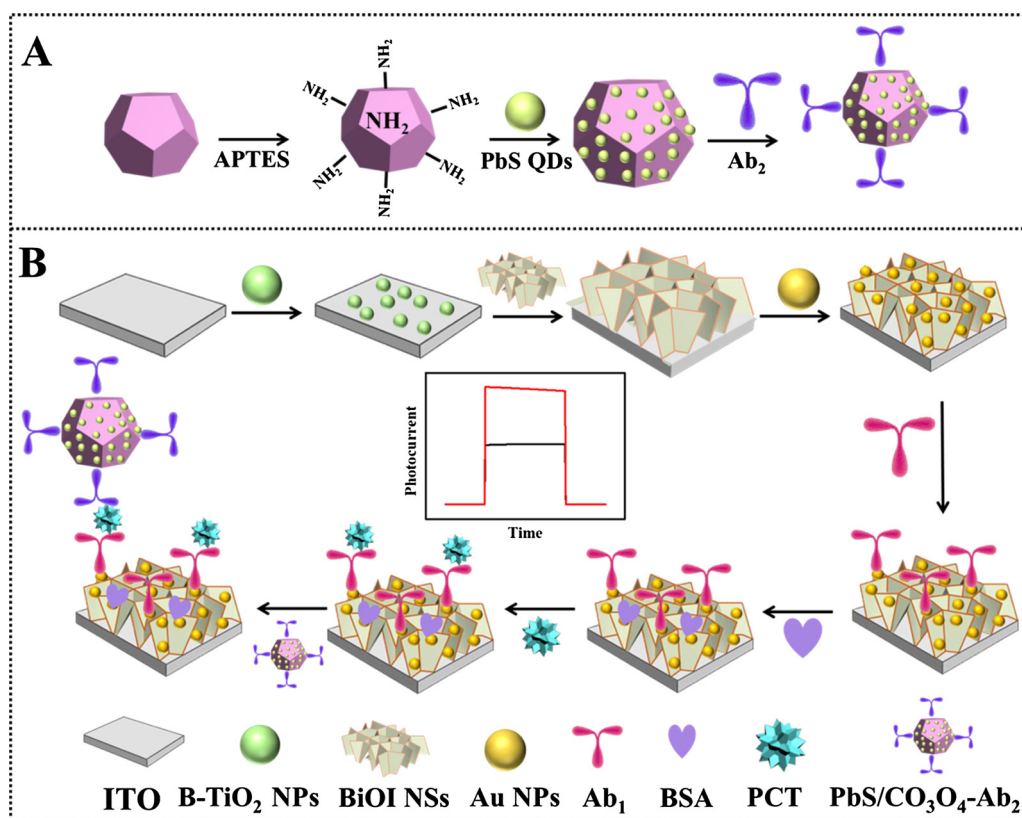 A
NH₂
NH₂
NH₂
NH₂
APTES
PbS QDs
Ab₂
NH₂
NH₂
NH₂
B
Photocurrent
Time
ITO B-TiO₂ NPs BiOI NSs Au NPs Ab₁ BSA PCT PbS/CO₃O₄-Ab₂